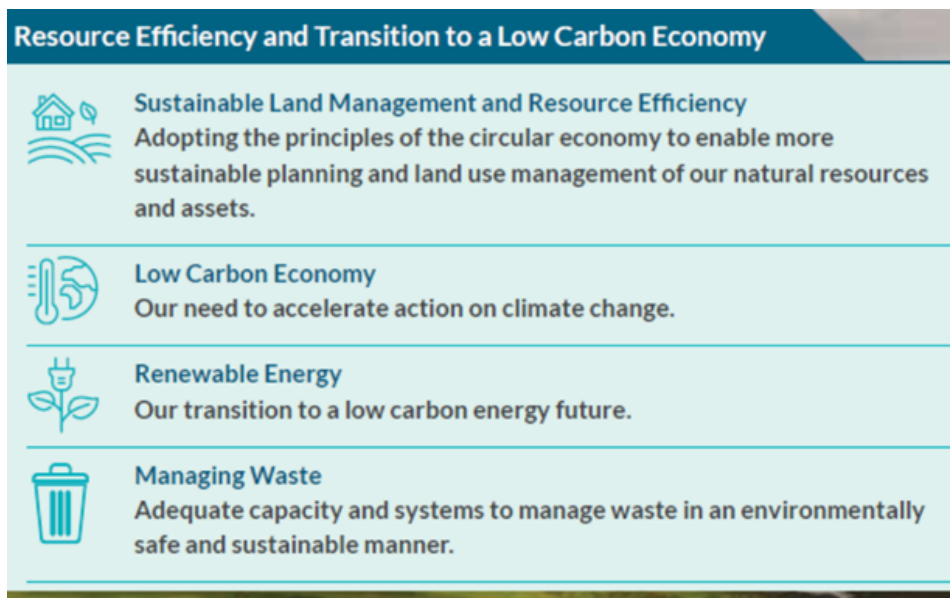 Resource Efficiency and Transition to a Low Carbon Economy
Sustainable Land Management and Resource Efficiency
Adopting the principles of the circular economy to enable more
sustainable planning and land use management of our natural resources
and assets.
Low Carbon Economy
Our need to accelerate action on climate change.
Renewable Energy
Our transition to a low carbon energy future.
Managing Waste
Adequate capacity and systems to manage waste in an environmentally
safe and sustainable manner.